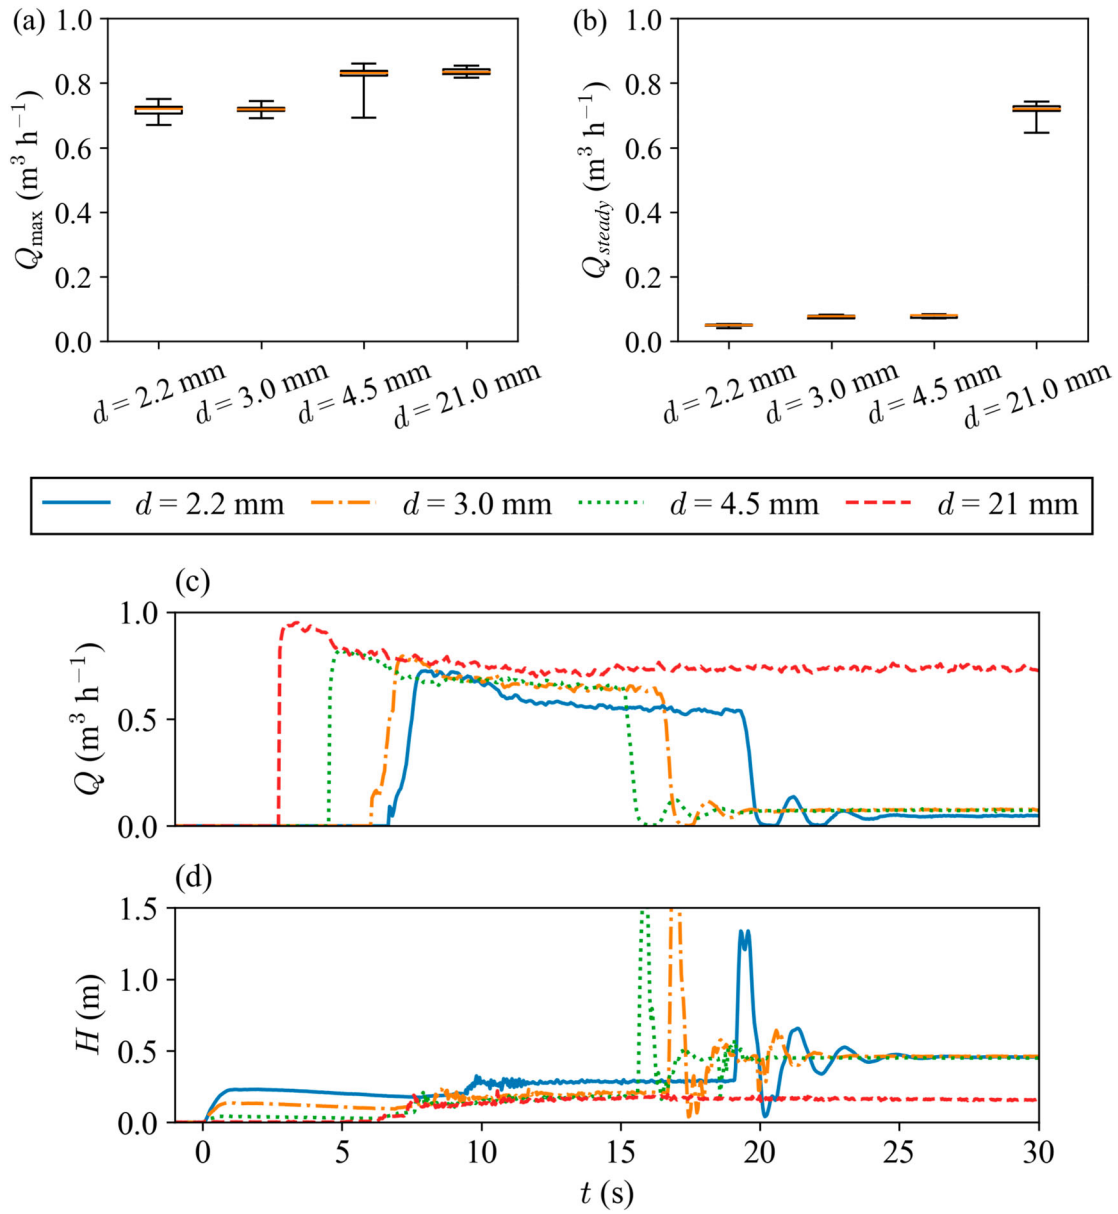 (a)
1.0
0.8
0.6
0.4
0.2
0.0
Q_max (m³ h⁻¹)
d = 2.2 mm
d = 3.0 mm
d = 4.5 mm
d = 21.0 mm
(b)
1.0
0.8
0.6
0.4
0.2
0.0
Q_steady (m³ h⁻¹)
d = 2.2 mm
d = 3.0 mm
d = 4.5 mm
d = 21.0 mm
d = 2.2 mm d = 3.0 mm d = 4.5 mm d = 21 mm
(c)
1.0
0.5
0.0
Q (m³ h⁻¹)
(d)
1.5
1.0
0.5
0.0
H (m)
0 5 10 15 20 25 30
t (s)